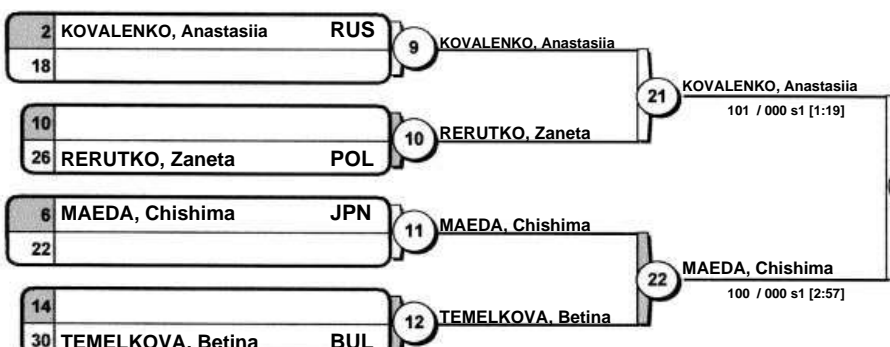 2 KOVALENKO, Anastasiia RUS
18
9
KOVALENKO, Anastasiia
10
26 RERUTKO, Zaneta POL
10
RERUTKO, Zaneta
21
KOVALENKO, Anastasiia
101 / 000 s1 [1:19]
6 MAEDA, Chishima JPN
22
11
MAEDA, Chishima
14
30 TEMELKOVA, Betina BUL
12
TEMELKOVA, Betina
22
MAEDA, Chishima
100 / 000 s1 [2:57]